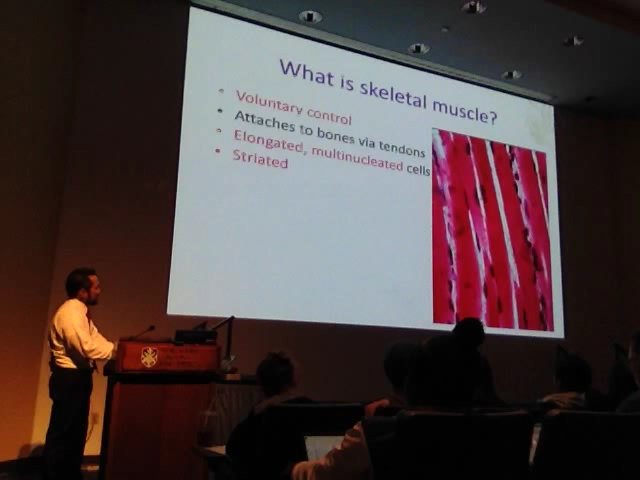 What is skeletal muscle?
• Voluntary control
• Attaches to bones via tendons
• Elongated, multinucleated cells
• Striated